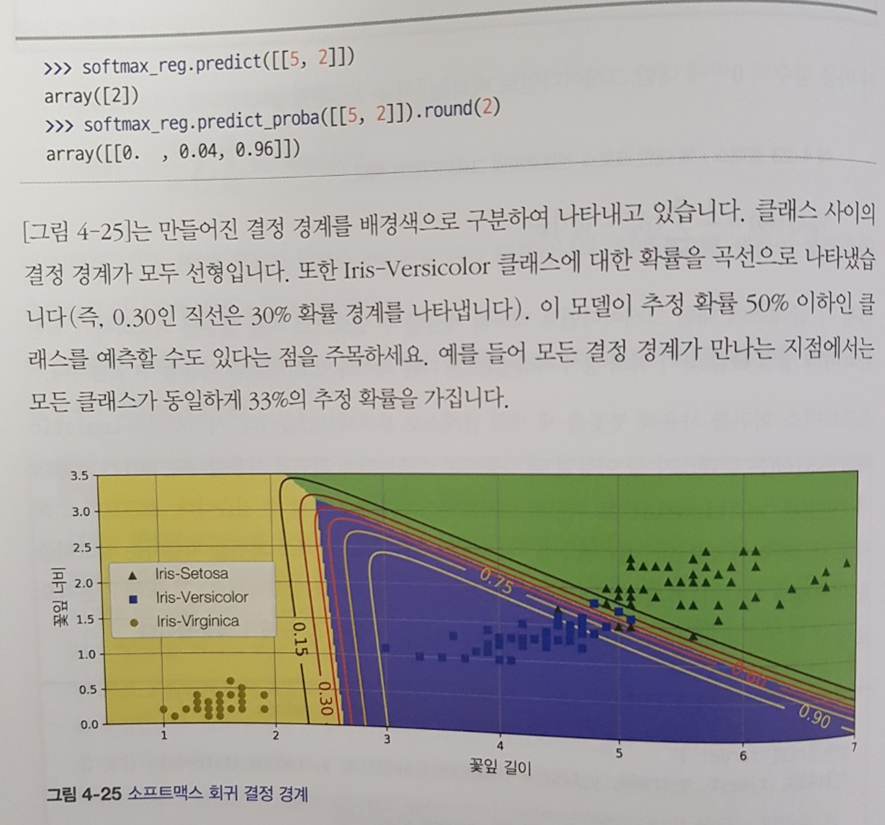 >>> softmax_reg.predict([[5, 2]])
array([2])
>>> softmax_reg.predict_proba([[5, 2]]).round(2)
array([[0.  , 0.04, 0.96]])
[그림 4-25]는 만들어진 결정 경계를 배경색으로 구분하여 나타내고 있습니다. 클래스 사이의
결정 경계가 모두 선형입니다. 또한 Iris-Versicolor 클래스에 대한 확률을 곡선으로 나타냈습
니다(즉, 0.30인 직선은 30% 확률 경계를 나타냅니다). 이 모델이 추정 확률 50% 이하인 클
래스를 예측할 수도 있다는 점을 주목하세요. 예를 들어 모든 결정 경계가 만나는 지점에서는
모든 클래스가 동일하게 33%의 추정 확률을 가집니다.
3.5
3.0
2.5
2.0
1.5
1.0
0.5
0.0
꽃잎 너비
Iris-Setosa
Iris-Versicolor
Iris-Virginica
0.75
0.15
0.30
0.60
0.90
1 2 3 4 5 6 7
꽃잎 길이
그림 4-25 소프트맥스 회귀 결정 경계